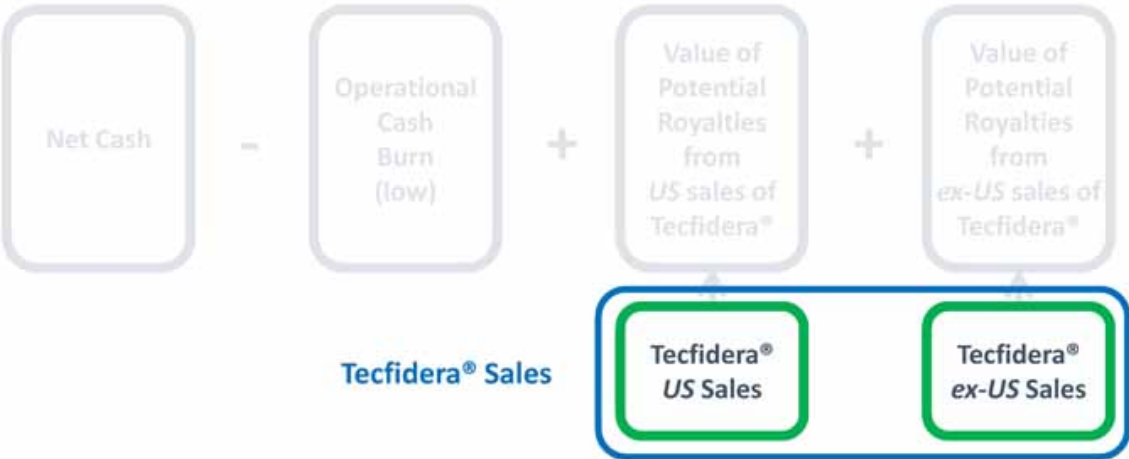 Net Cash
-
Operational
Cash
Burn
(low)
+
Value of
Potential
Royalties
from
US sales of
Tecfidera®
+
Value of
Potential
Royalties
from
ex-US sales of
Tecfidera®
Tecfidera® Sales
Tecfidera®
US Sales
Tecfidera®
ex-US Sales